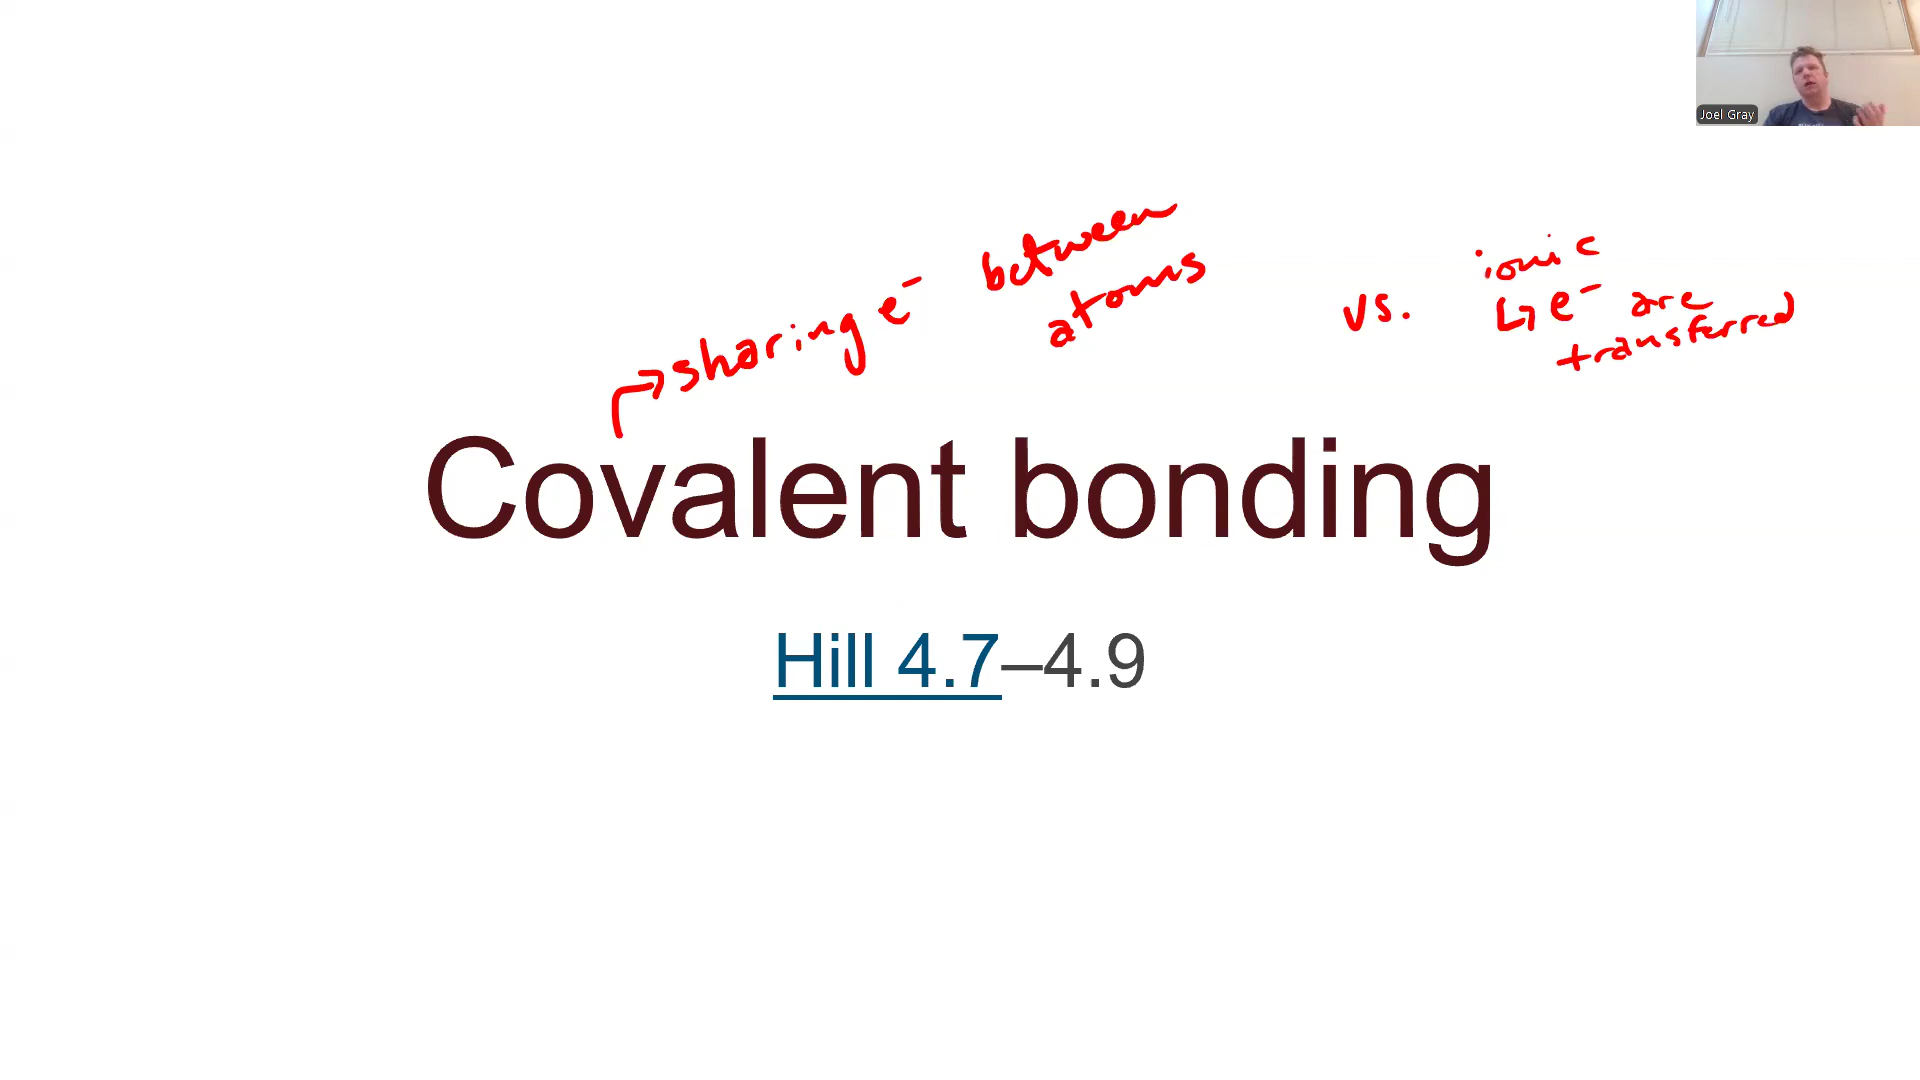 Joel Gray
sharing e⁻ between
atoms
vs.
ionic
↳ e⁻ are
transferred
Covalent bonding
Hill 4.7–4.9